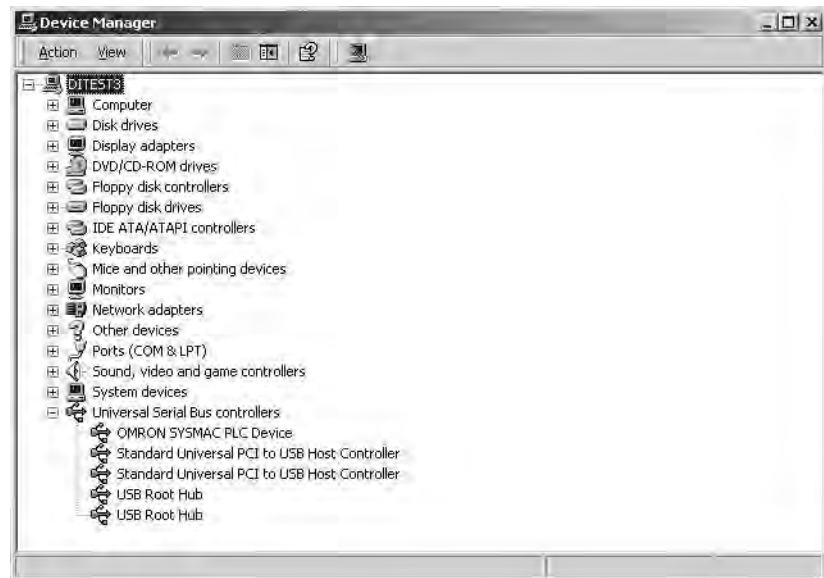 Device Manager
Action View
DITEST3
Computer
Disk drives
Display adapters
DVD/CD-ROM drives
Floppy disk controllers
Floppy disk drives
IDE ATA/ATAPI controllers
Keyboards
Mice and other pointing devices
Monitors
Network adapters
Other devices
Ports (COM & LPT)
Sound, video and game controllers
System devices
Universal Serial Bus controllers
OMRON SYSMAC PLC Device
Standard Universal PCI to USB Host Controller
Standard Universal PCI to USB Host Controller
USB Root Hub
USB Root Hub